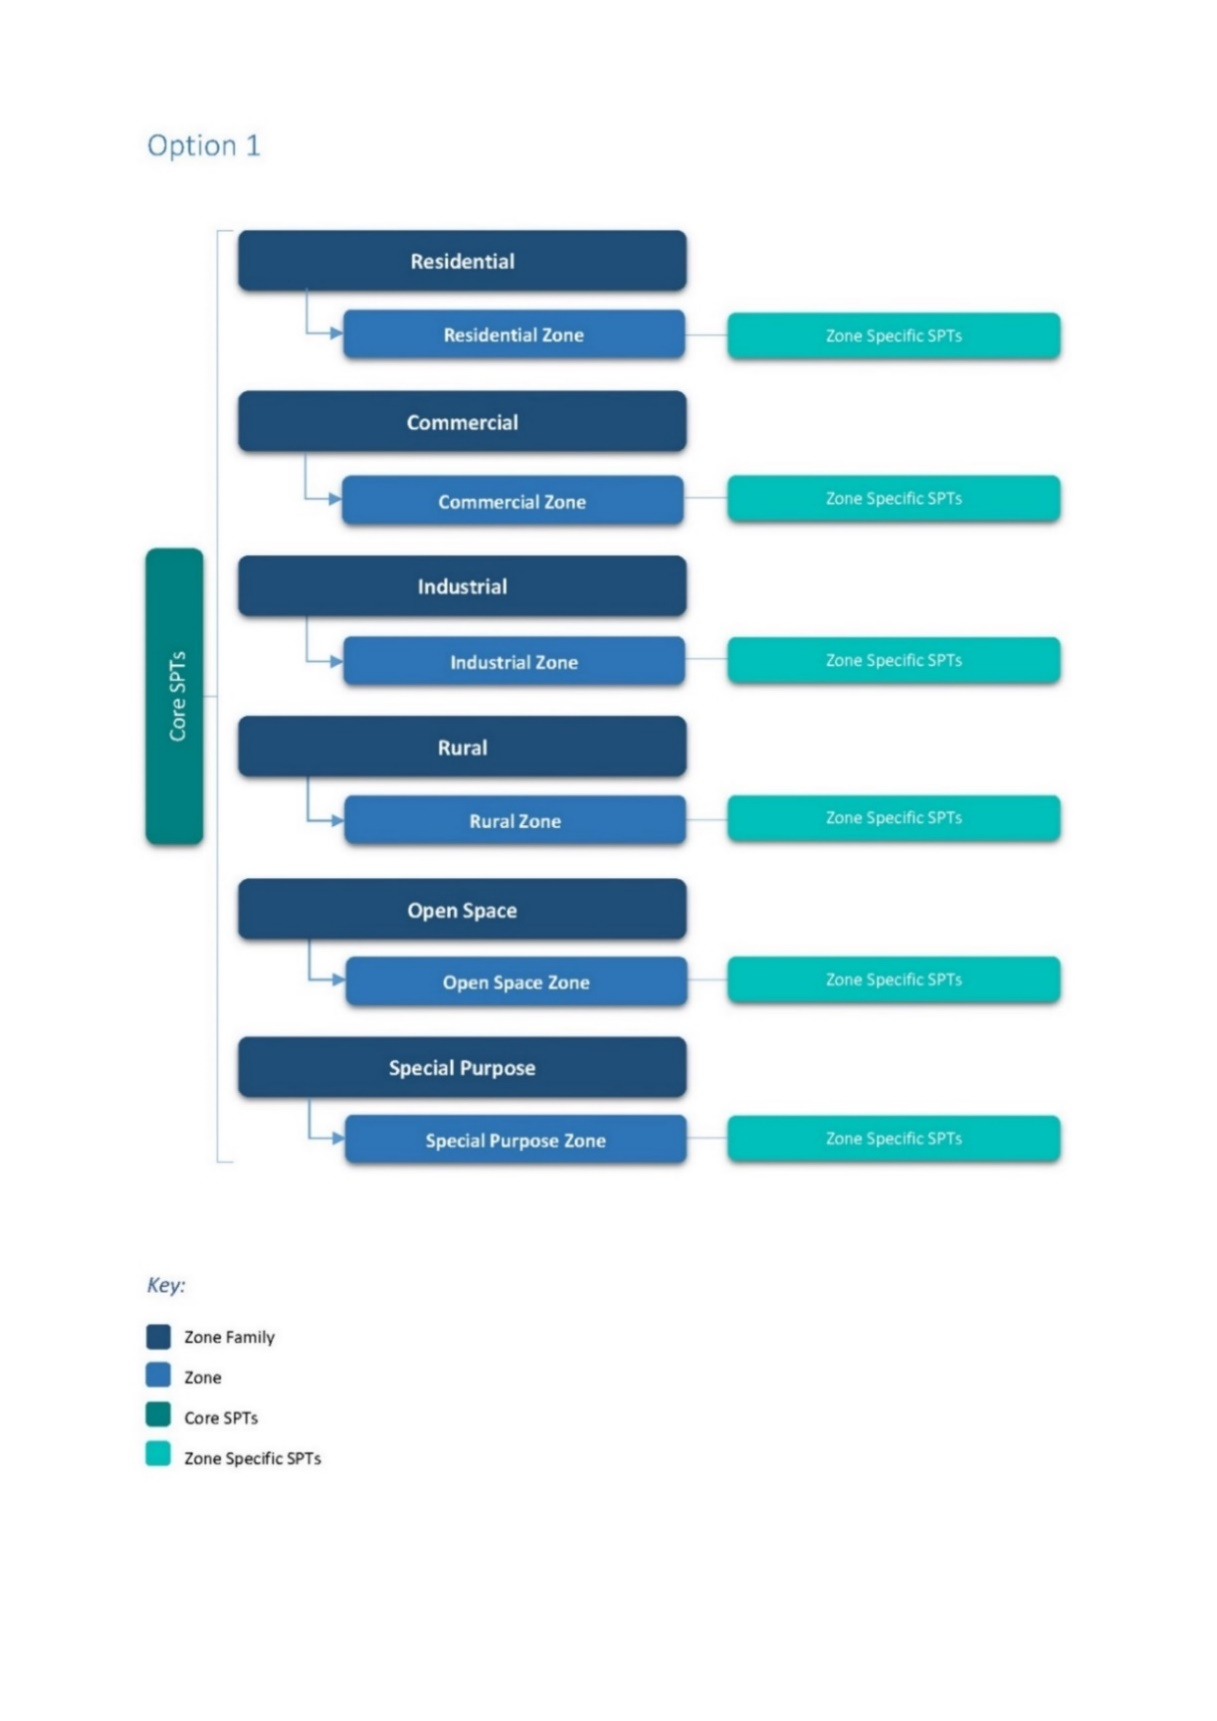 Option 1
Core SPTs
Residential
Residential Zone
Zone Specific SPTs
Commercial
Commercial Zone
Zone Specific SPTs
Industrial
Industrial Zone
Zone Specific SPTs
Rural
Rural Zone
Zone Specific SPTs
Open Space
Open Space Zone
Zone Specific SPTs
Special Purpose
Special Purpose Zone
Zone Specific SPTs
Key:
Zone Family
Zone
Core SPTs
Zone Specific SPTs